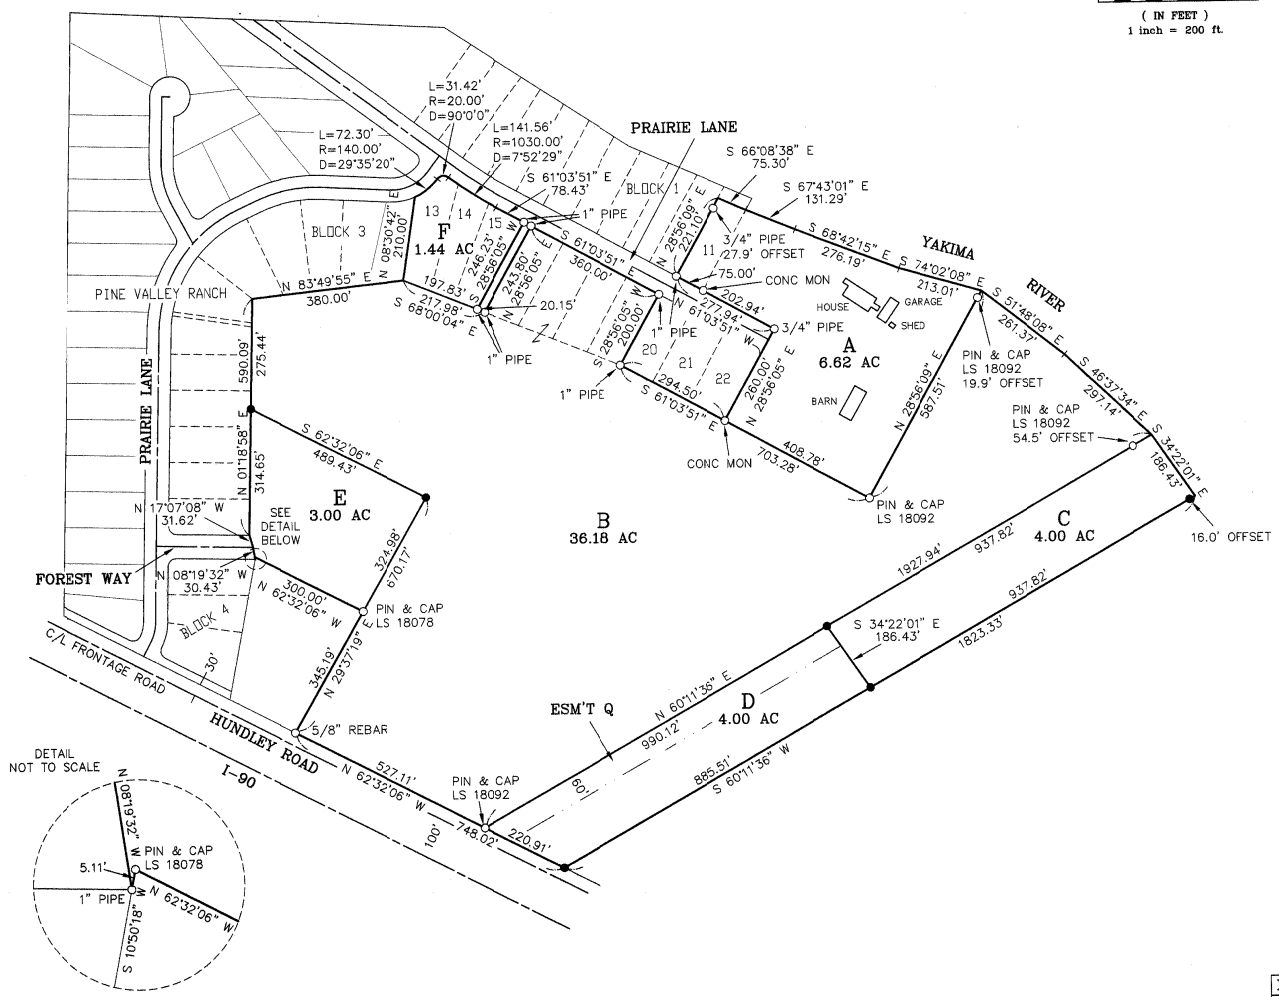 ( IN FEET )
1 inch = 200 ft.
L=31.42'
R=20.00'
D=90°0'0"
L=72.30'
R=140.00'
D=29°35'20"
L=141.56'
R=1030.00'
D=7°52'29"
PRAIRIE LANE
S 61°03'51" E
78.43'
BLOCK 1
S 66°08'38" E
75.30'
S 67°43'01" E
131.29'
S 68°42'15" E
276.19'
YAKIMA
RIVER
S 74°02'08" E
213.01'
S 51°48'08" E
261.37'
S 46°37'34" E
297.14'
S 34°22'01" E
186.43'
16.0' OFFSET
1" PIPE
BLOCK 3
13
14
15
F
1.44 AC
N 08°30'42" E
210.00'
246.23'
S 28°56'05" W
243.80'
N 28°56'05" E
S 61°03'51" E
360.00'
N 28°56'09" E
221.10'
11
3/4" PIPE
27.9' OFFSET
75.00'
CONC MON
202.94'
277.94'
N 61°03'51" W
1" PIPE
3/4" PIPE
HOUSE
GARAGE
SHED
BARN
A
6.62 AC
PIN & CAP
LS 18092
19.9' OFFSET
PIN & CAP
LS 18092
54.5' OFFSET
N 28°56'09" E
587.51'
PINE VALLEY RANCH
N 83°49'55" E
380.00'
197.83'
217.98'
S 68°00'04" E
20.15'
1" PIPE
S 28°56'05" W
200.00'
20
21
22
1" PIPE
294.50'
S 61°03'51" E
260.00'
N 28°56'05" E
CONC MON
408.78'
703.28'
PIN & CAP
LS 18092
PRAIRIE LANE
590.09'
275.44'
N 01°18'58" E
314.65'
S 62°32'06" E
489.43'
N 17°07'08" W
31.62'
SEE
DETAIL
BELOW
E
3.00 AC
B
36.18 AC
C
4.00 AC
1927.94'
937.82'
937.82'
1823.33'
FOREST WAY
N 08°19'32" W
30.43'
300.00'
N 62°32'06" W
324.98'
670.17'
PIN & CAP
LS 18078
BLOCK 4
345.19'
N 29°37'19" E
S 34°22'01" E
186.43'
C/L FRONTAGE ROAD
30'
HUNDLEY ROAD
I-90
5/8" REBAR
527.11'
N 62°32'06" W
748.02'
100'
PIN & CAP
LS 18092
220.91'
ESM'T Q
N 60°11'36" E
990.12'
60'
D
4.00 AC
885.51'
S 60°11'36" W
DETAIL
NOT TO SCALE
N 08°19'32" W
PIN & CAP
LS 18078
5.11'
1" PIPE
N 62°32'06" W
S 10°50'18" W